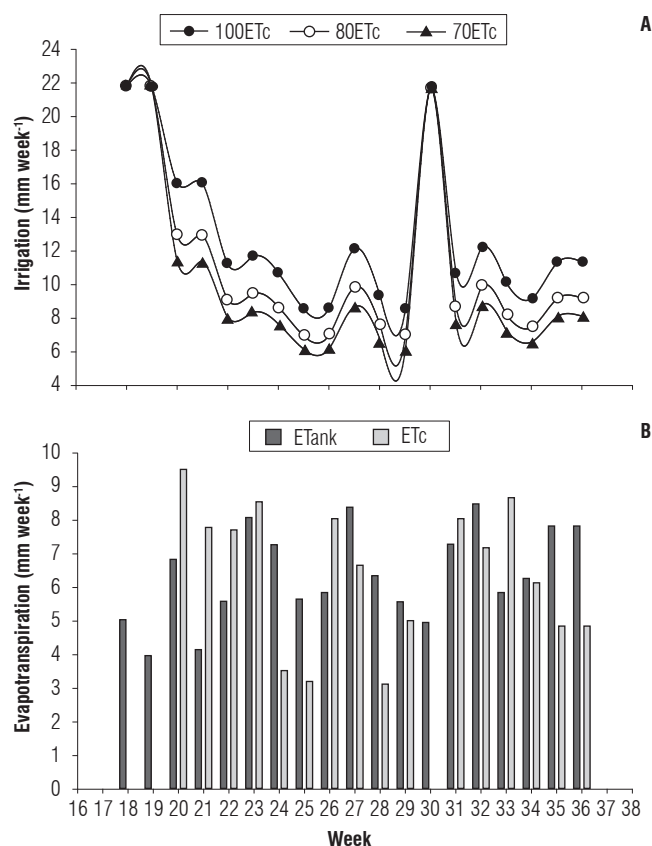 100ETc 80ETc 70ETc
A
24
22
20
18
16
14
12
10
8
6
4
Irrigation (mm week⁻¹)
ETank ETc
B
10
9
8
7
6
5
4
3
2
1
0
Evapotranspiration (mm week⁻¹)
16 17 18 19 20 21 22 23 24 25 26 27 28 29 30 31 32 33 34 35 36 37 38
Week